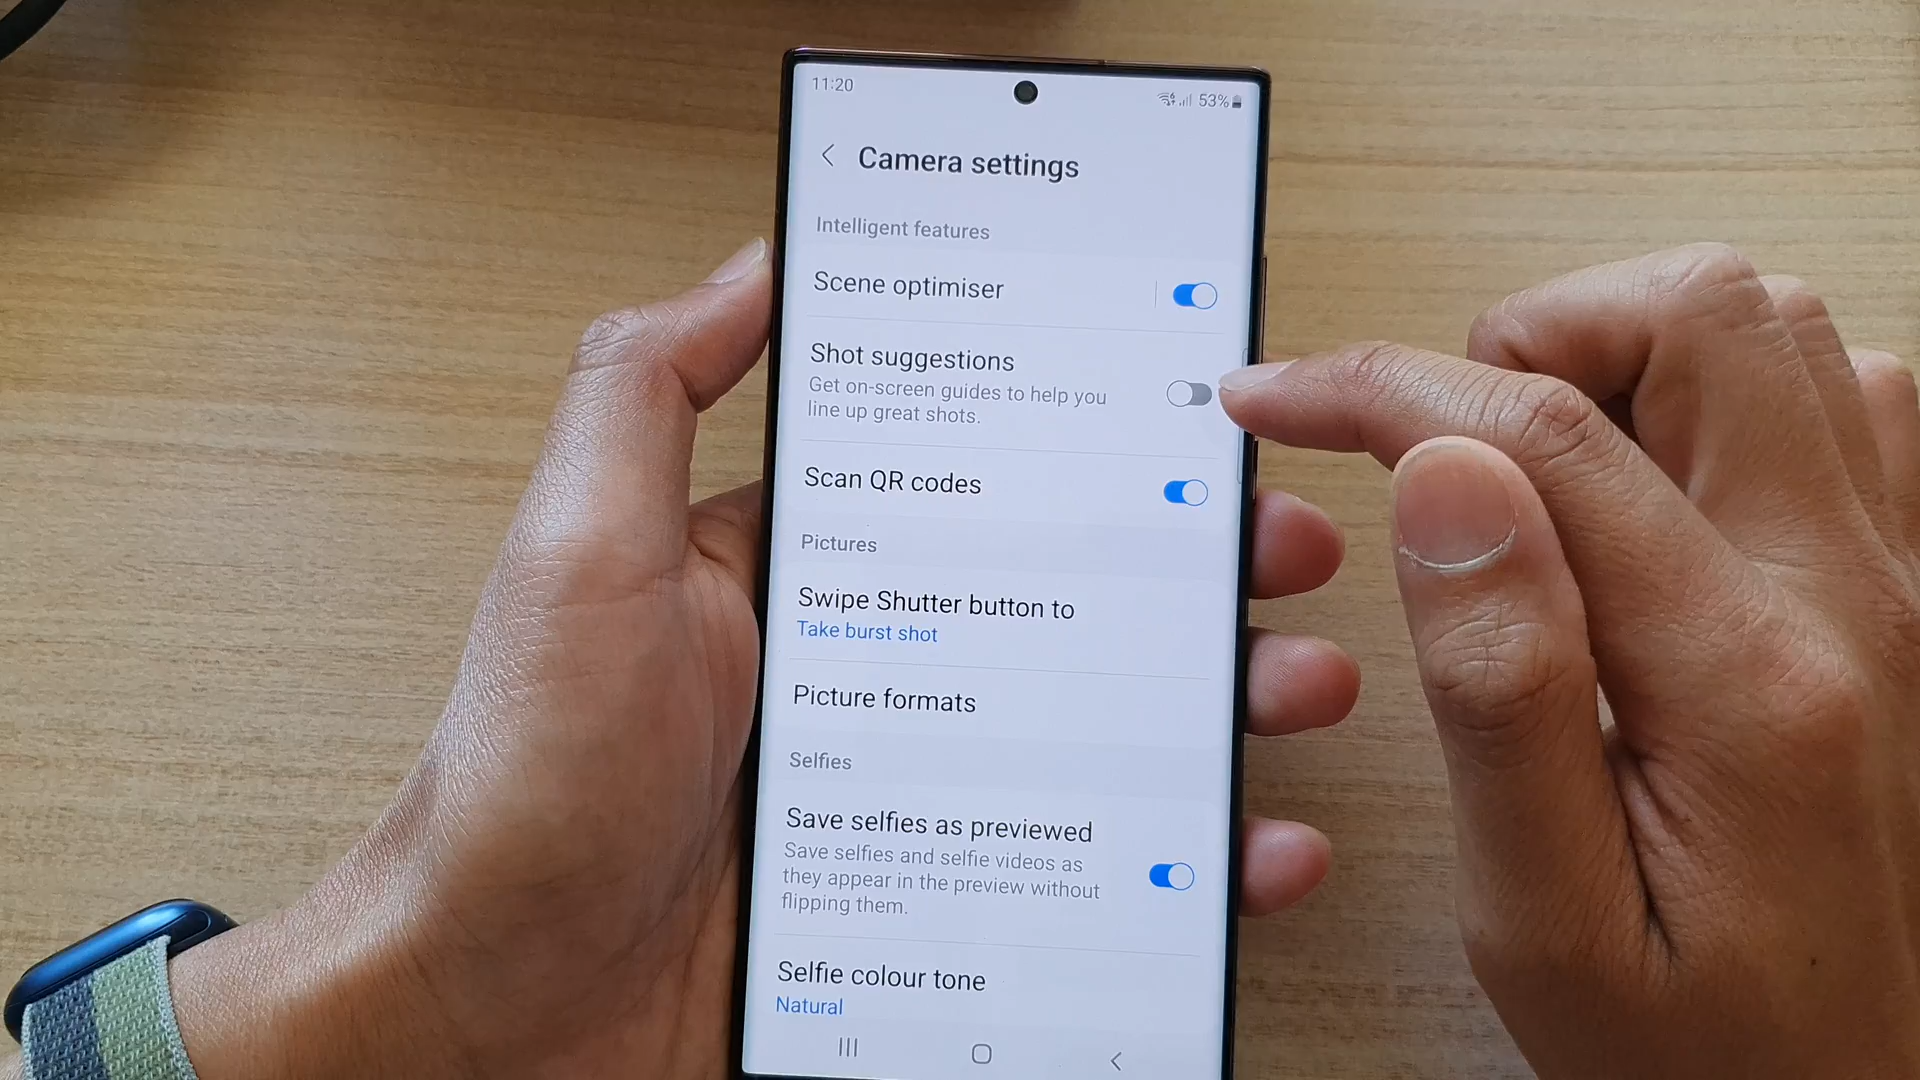 11:20
53%
Camera settings
Intelligent features
Scene optimiser
Shot suggestions
Get on-screen guides to help you
line up great shots.
Scan QR codes
Pictures
Swipe Shutter button to
Take burst shot
Picture formats
Selfies
Save selfies as previewed
Save selfies and selfie videos as
they appear in the preview without
flipping them.
Selfie colour tone
Natural